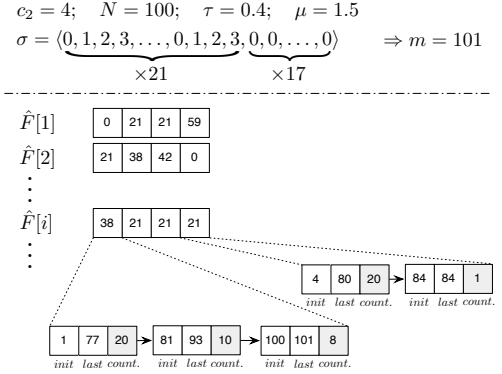 c₂ = 4; N = 100; τ = 0.4; μ = 1.5
σ = ⟨0, 1, 2, 3, . . . , 0, 1, 2, 3, 0, 0, . . . , 0⟩ ⇒ m = 101
×21 ×17
F̂[1] 0 21 21 59
F̂[2] 21 38 42 0
F̂[i] 38 21 21 21
4 80 20 84 84 1
init last count. init last count.
1 77 20 81 93 10 100 101 8
init last count. init last count. init last count.